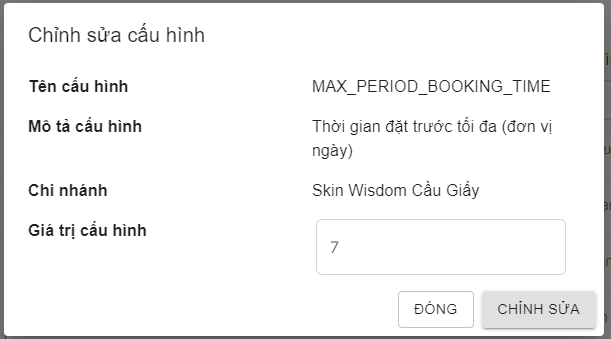 Chỉnh sửa cấu hình
Tên cấu hình MAX_PERIOD_BOOKING_TIME
Mô tả cấu hình Thời gian đặt trước tối đa (đơn vị
ngày)
Chi nhánh Skin Wisdom Cầu Giấy
Giá trị cấu hình 7
ĐÓNG CHỈNH SỬA